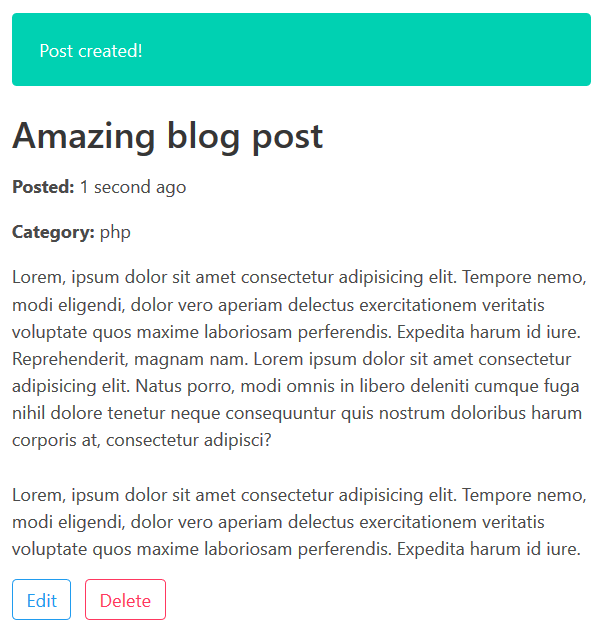 Post created!
Amazing blog post
Posted: 1 second ago
Category: php
Lorem, ipsum dolor sit amet consectetur adipisicing elit. Tempore nemo,
modi eligendi, dolor vero aperiam delectus exercitationem veritatis
voluptate quos maxime laboriosam perferendis. Expedita harum id iure.
Reprehenderit, magnam nam. Lorem ipsum dolor sit amet consectetur
adipisicing elit. Natus porro, modi omnis in libero deleniti cumque fuga
nihil dolore tenetur neque consequuntur quis nostrum doloribus harum
corporis at, consectetur adipisci?
Lorem, ipsum dolor sit amet consectetur adipisicing elit. Tempore nemo,
modi eligendi, dolor vero aperiam delectus exercitationem veritatis
voluptate quos maxime laboriosam perferendis. Expedita harum id iure.
Edit Delete